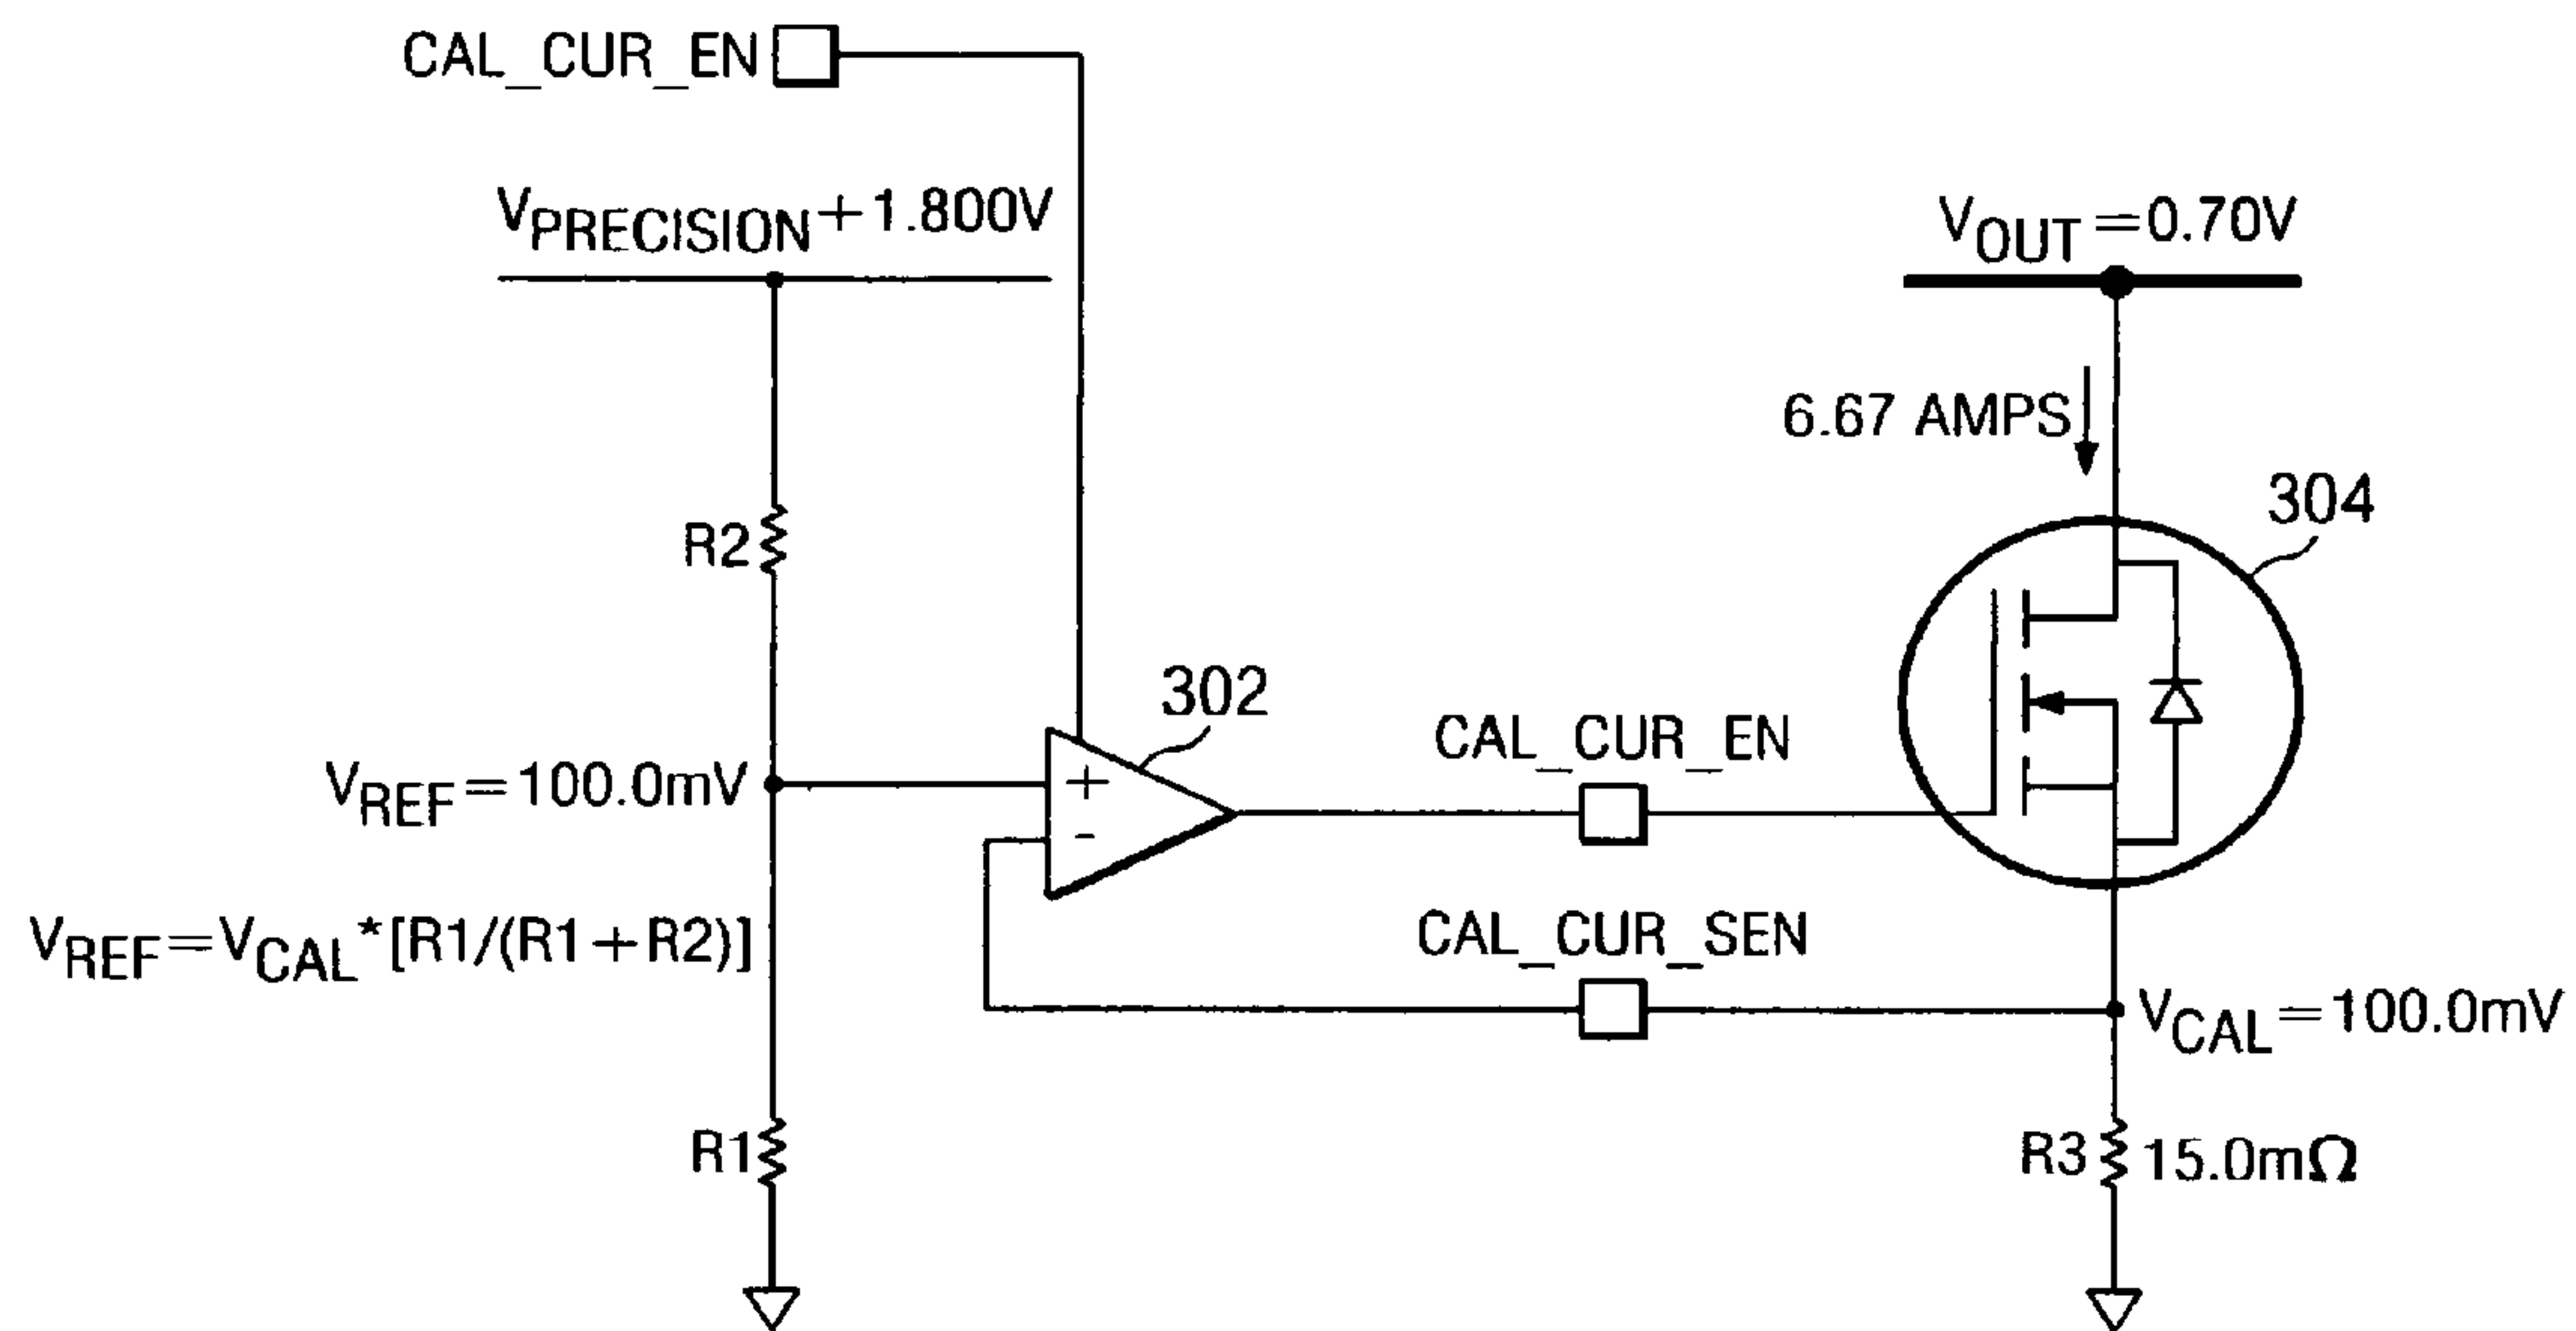 CAL_CUR_EN
VPRECISION+1.800V
VOUT=0.70V
6.67 AMPS
304
R2
302
CAL_CUR_EN
VREF=100.0mV
+
-
VREF=VCAL*[R1/(R1+R2)]
CAL_CUR_SEN
VCAL=100.0mV
R1
R3
15.0mΩ